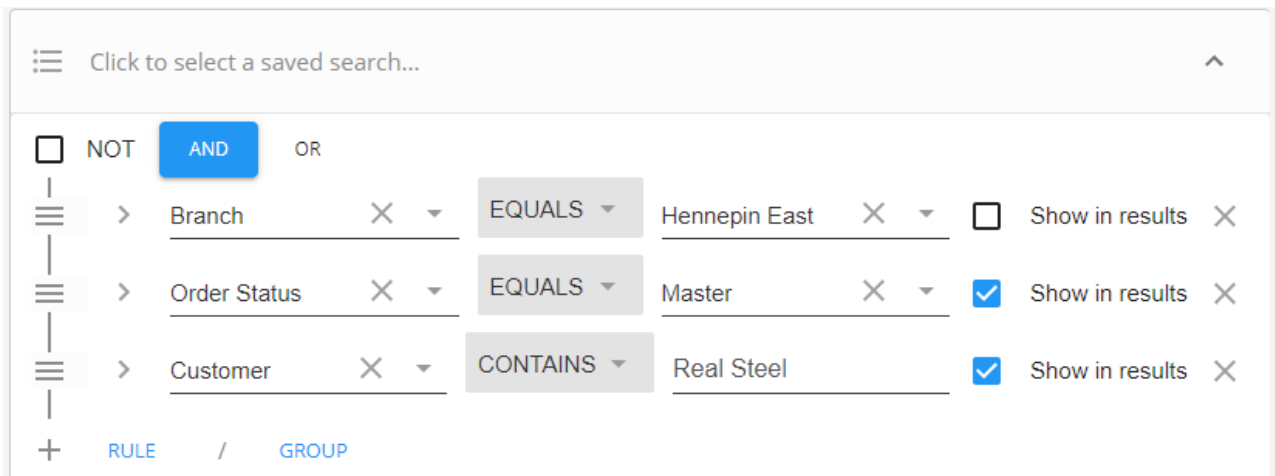 Click to select a saved search...
NOT AND OR
Branch EQUALS Hennepin East Show in results
Order Status EQUALS Master Show in results
Customer CONTAINS Real Steel Show in results
+ RULE / GROUP